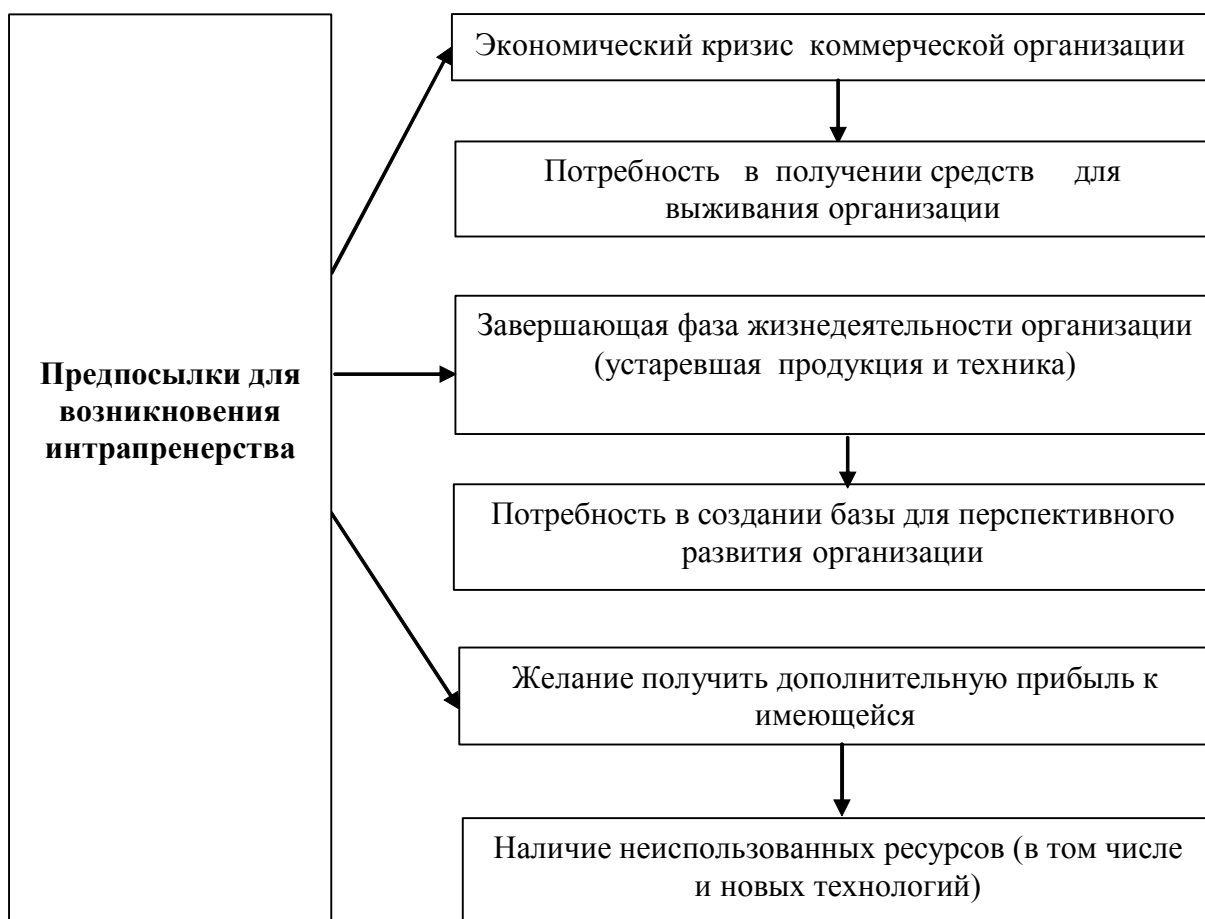 Экономический кризис коммерческой организации
Потребность в получении средств для
выживания организации
Завершающая фаза жизнедеятельности организации
(устаревшая продукция и техника)
Предпосылки для
возникновения
интрапренерства
Потребность в создании базы для перспективного
развития организации
Желание получить дополнительную прибыль к
имеющейся
Наличие неиспользованных ресурсов (в том числе
и новых технологий)